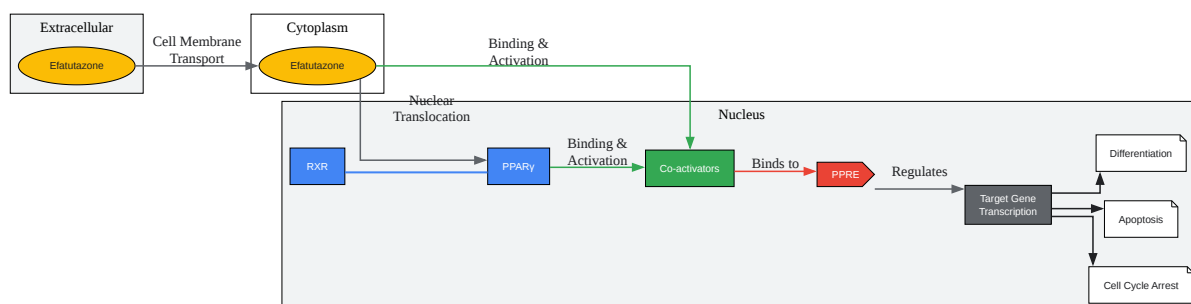 Extracellular
Cytoplasm
Efatutazone
Cell Membrane
Transport
Efatutazone
Binding &
Activation
Nuclear
Translocation
Nucleus
RXR
PPARγ
Binding &
Activation
Co-activators
Binds to
PPRE
Regulates
Target Gene
Transcription
Differentiation
Apoptosis
Cell Cycle Arrest